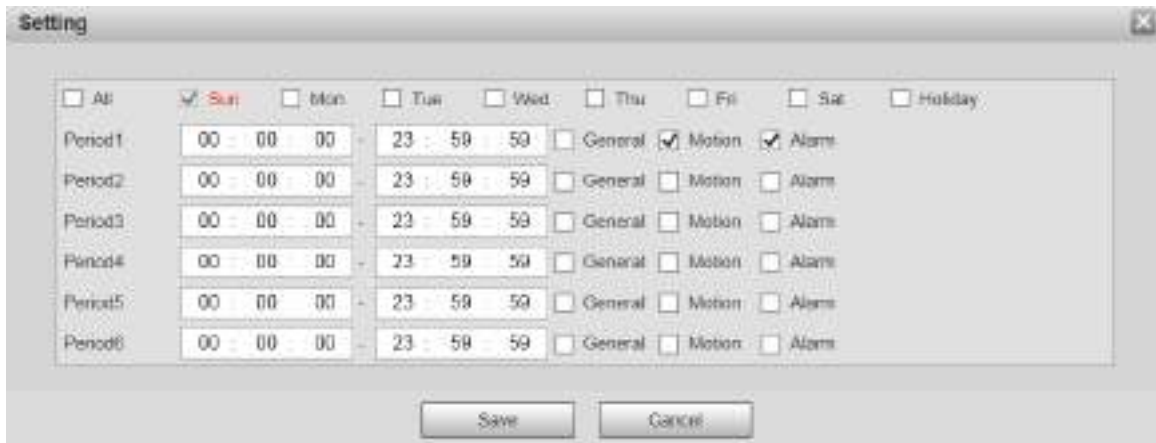 Setting
All Sun Mon Tue Wed Thu Fri Sat Holiday
Period1 00 : 00 : 00 - 23 : 59 : 59 General Motion Alarm
Period2 00 : 00 : 00 - 23 : 59 : 59 General Motion Alarm
Period3 00 : 00 : 00 - 23 : 59 : 59 General Motion Alarm
Period4 00 : 00 : 00 - 23 : 59 : 59 General Motion Alarm
Period5 00 : 00 : 00 - 23 : 59 : 59 General Motion Alarm
Period6 00 : 00 : 00 - 23 : 59 : 59 General Motion Alarm
Save Cancel